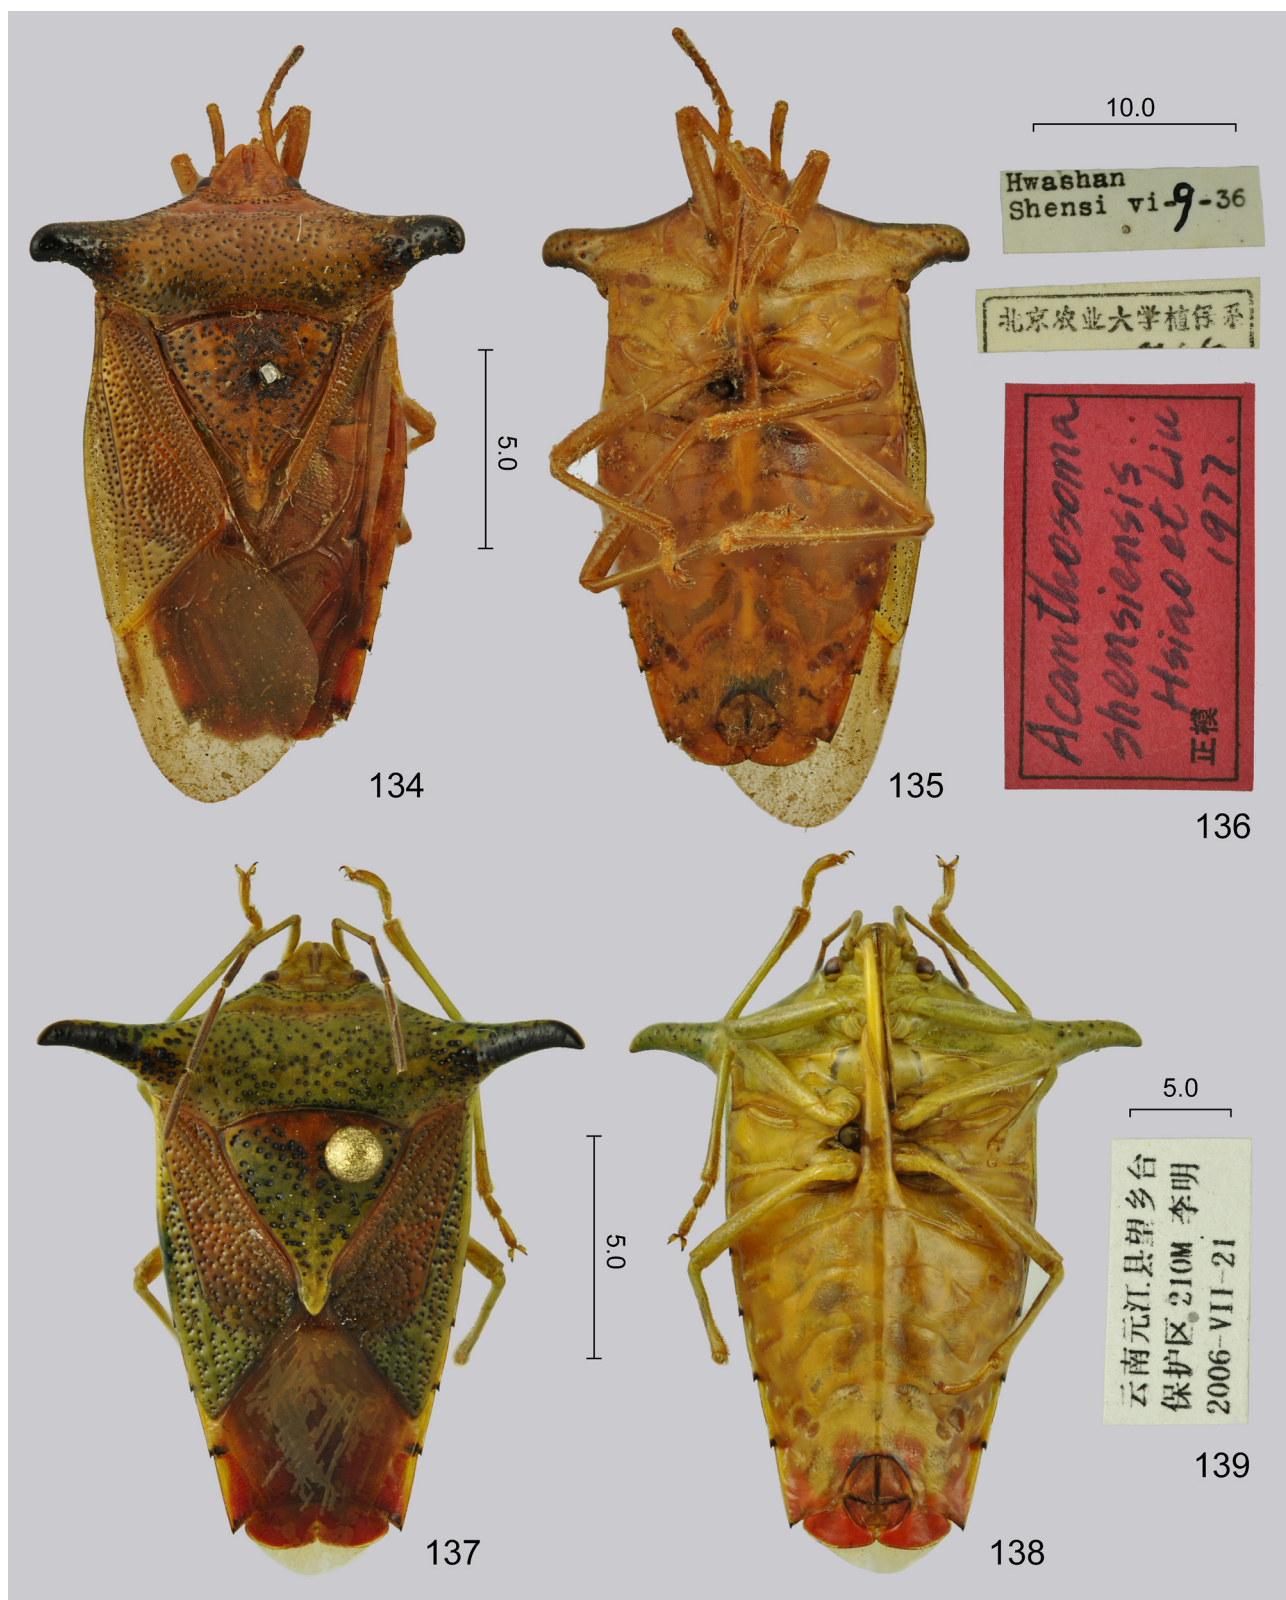 10.0
Hwashan
Shensi vi-9-36
北京农业大学植保系
5.0
Acanthosoma
shensiensis
Hsiao et Liu
1977.
正模
134
135
136
5.0
5.0
云南元江县望乡台
保护区 210M 李明
2006-VII-21
139
137
138